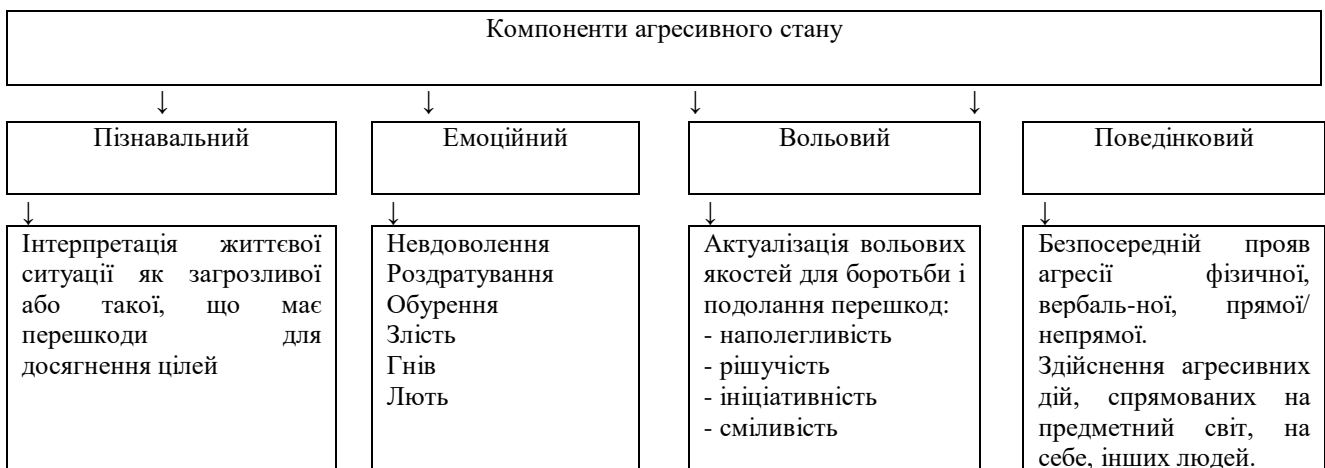 Компоненти агресивного стану
↓ ↓ ↓ ↓
Пізнавальний
Емоційний
Вольовий
Поведінковий
↓ ↓ ↓ ↓
Інтерпретація життєвої
ситуації як загрозливої
або такої, що має
перешкоди для
досягнення цілей
Невдоволення
Роздратування
Обурення
Злість
Гнів
Лють
Актуалізація вольових
якостей для боротьби і
подолання перешкод:
- наполегливість
- рішучість
- ініціативність
- сміливість
Безпосередній прояв
агресії фізичної,
вербаль-ної, прямої/
непрямої.
Здійснення агресивних
дій, спрямованих на
предметний світ, на
себе, інших людей.